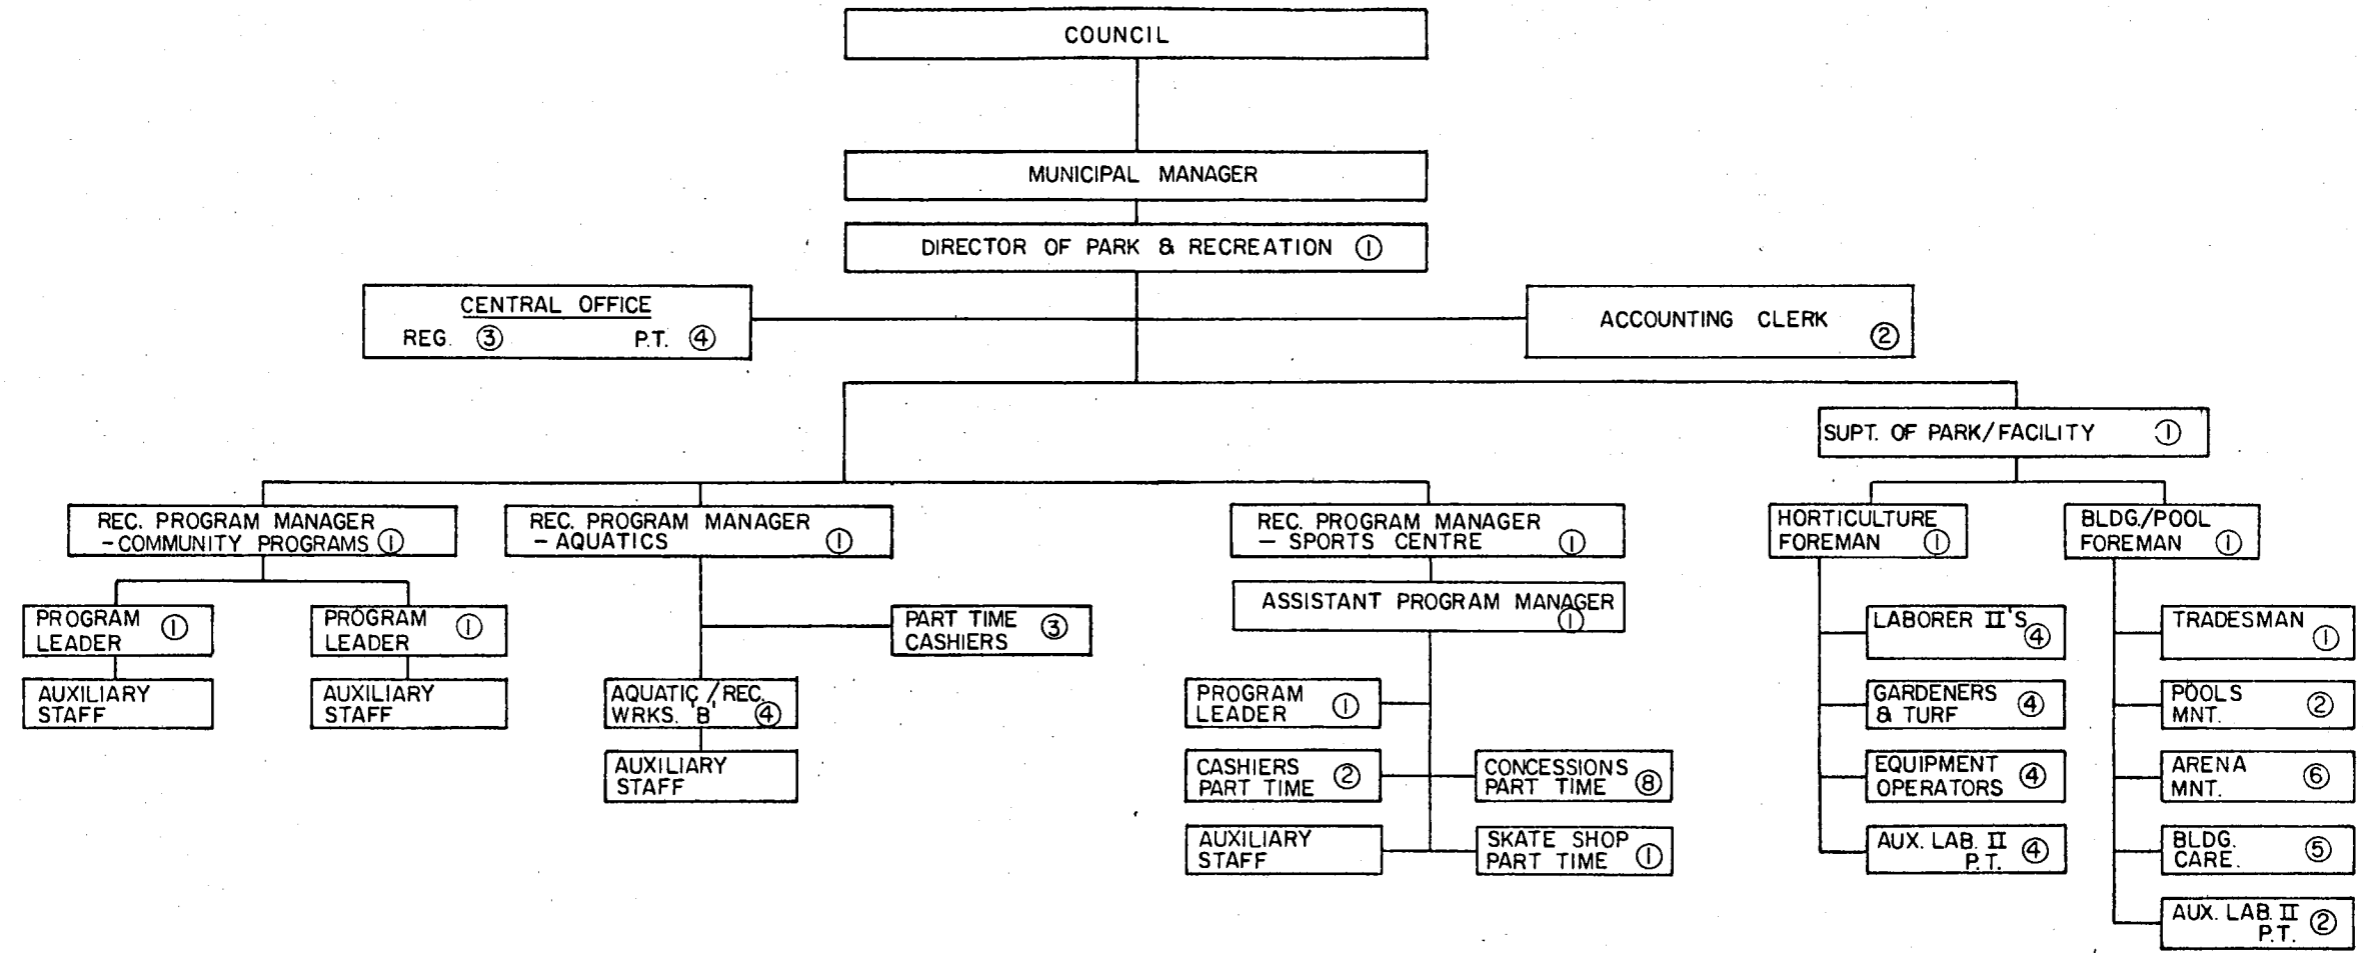 COUNCIL
MUNICIPAL MANAGER
DIRECTOR OF PARK & RECREATION 1
CENTRAL OFFICE
REG. 3 P.T. 4
ACCOUNTING CLERK
2
SUPT. OF PARK/FACILITY 1
REC. PROGRAM MANAGER
-COMMUNITY PROGRAMS 1
REC. PROGRAM MANAGER
-AQUATICS 1
REC. PROGRAM MANAGER
- SPORTS CENTRE 1
HORTICULTURE
FOREMAN 1
BLDG./POOL
FOREMAN 1
PROGRAM
LEADER 1
PROGRAM
LEADER 1
PART TIME
CASHIERS 3
ASSISTANT PROGRAM MANAGER
1
LABORER II'S
4
TRADESMAN
1
AUXILIARY
STAFF
AUXILIARY
STAFF
AQUATIC/REC.
WRKS. 'B' 4
PROGRAM
LEADER 1
GARDENERS
& TURF 4
POOLS
MNT. 2
AUXILIARY
STAFF
CASHIERS
PART TIME 2
CONCESSIONS
PART TIME 8
EQUIPMENT
OPERATORS 4
ARENA
MNT. 6
AUXILIARY
STAFF
SKATE SHOP
PART TIME 1
AUX. LAB. II
P.T. 4
BLDG.
CARE. 5
AUX. LAB. II
P.T. 2